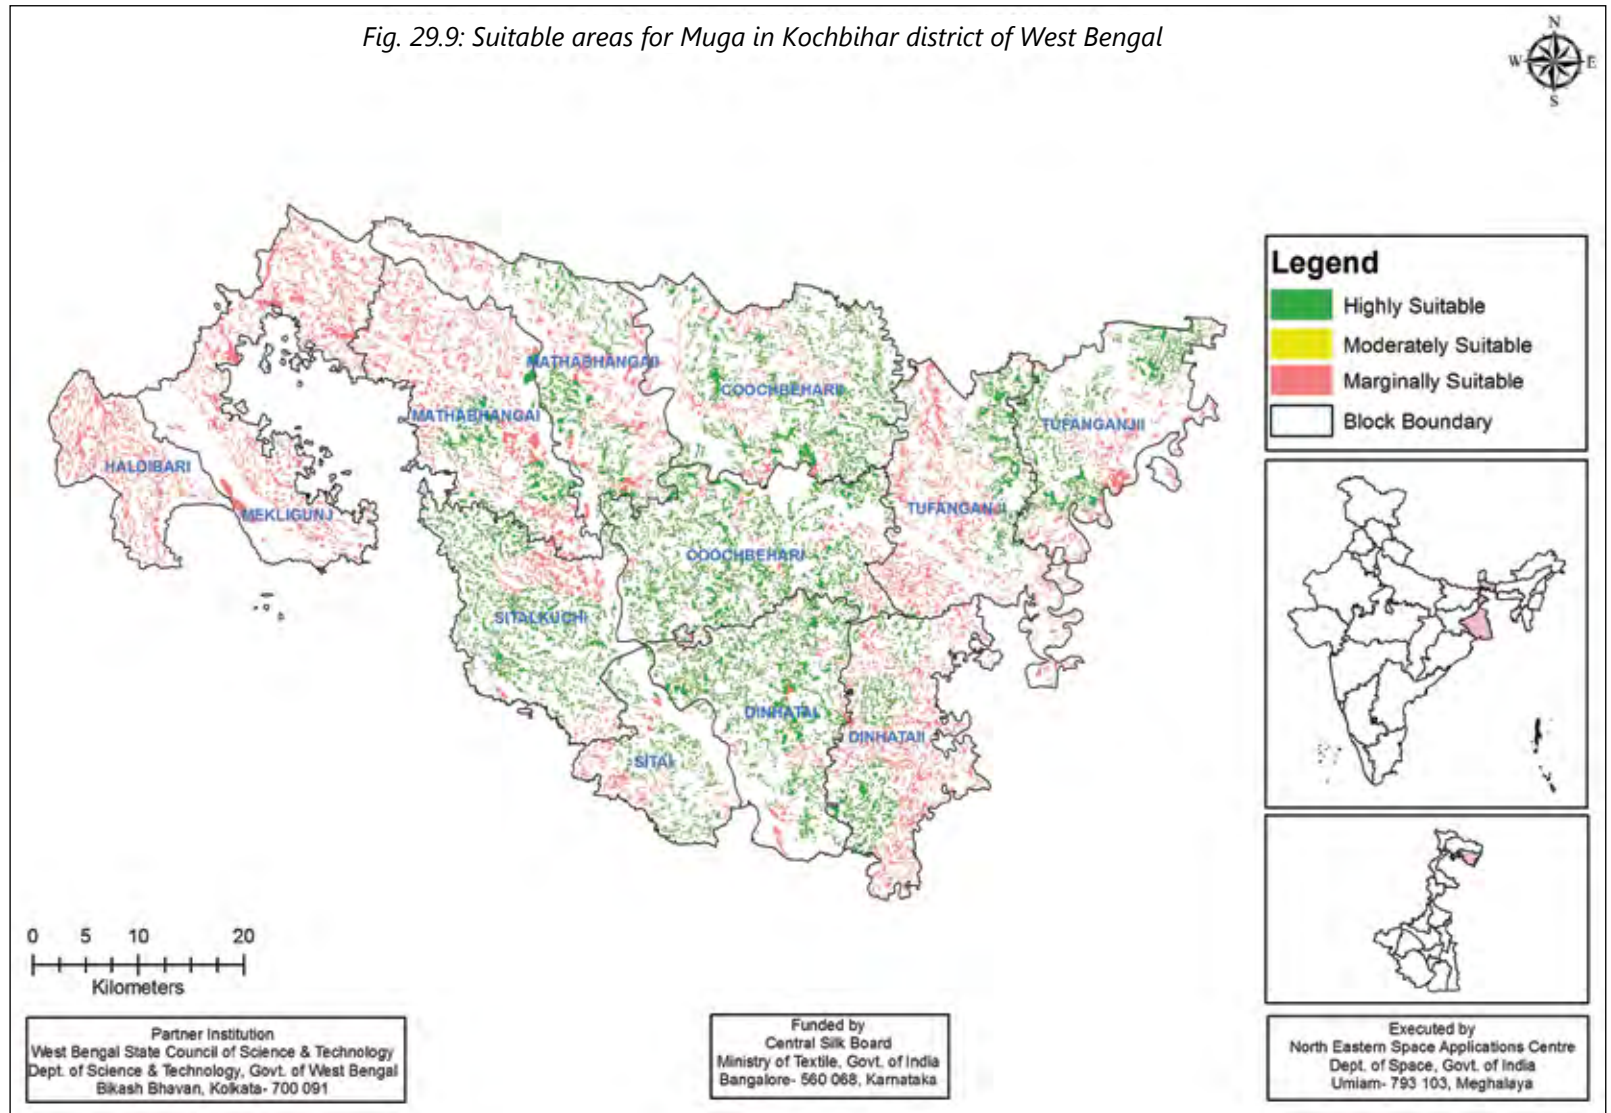 Fig. 29.9: Suitable areas for Muga in Kochbihar district of West Bengal
N
W E
S
Legend
Highly Suitable
Moderately Suitable
Marginally Suitable
Block Boundary
MATHABHANGAII
COOCHBEHARII
MATHABHANGAI
TUFANGANJII
HALDIBARI
MEKLIGUNJ
TUFANGANJI
COOCHBEHARI
SITALKUCHI
DINHATAI
DINHATAII
SITAI
0 5 10 20
Kilometers
Partner Institution
West Bengal State Council of Science & Technology
Dept. of Science & Technology, Govt. of West Bengal
Bikash Bhavan, Kolkata- 700 091
Funded by
Central Silk Board
Ministry of Textile, Govt. of India
Bangalore- 560 068, Karnataka
Executed by
North Eastern Space Applications Centre
Dept. of Space, Govt. of India
Umiam- 793 103, Meghalaya